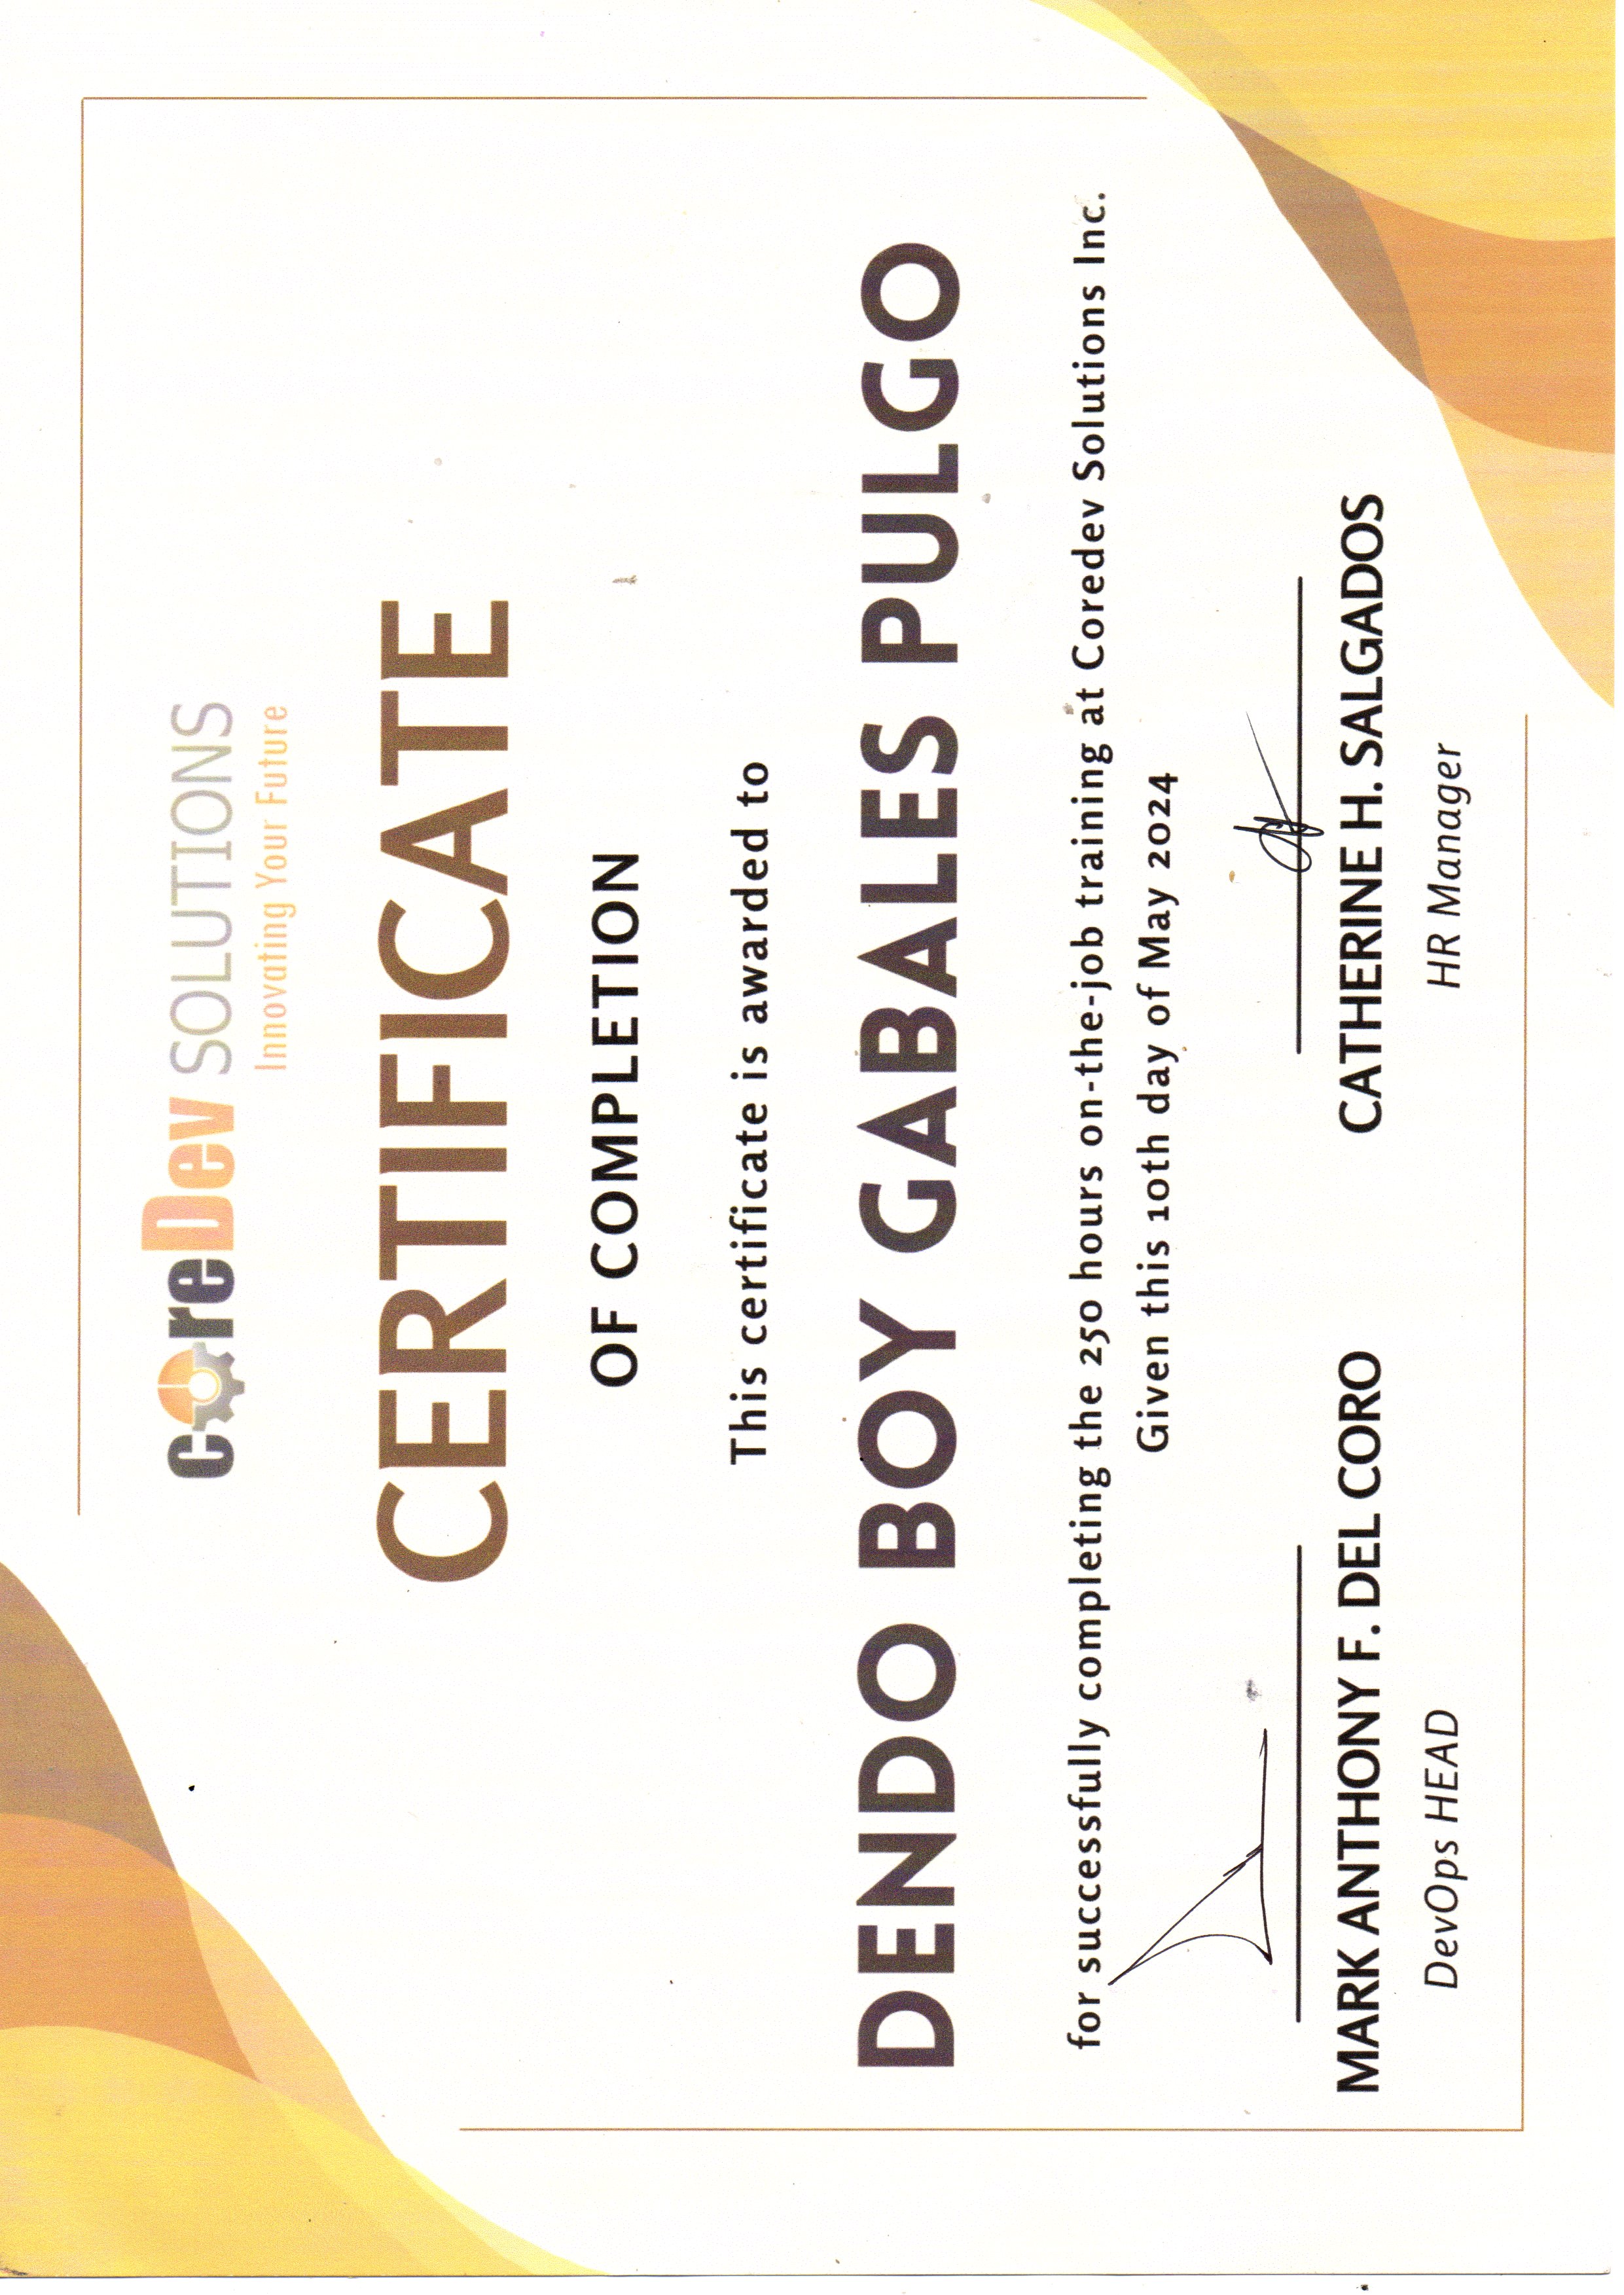 coreDev SOLUTIONS
Innovating Your Future
CERTIFICATE
OF COMPLETION
This certificate is awarded to
DENDO BOY GABALES PULGO
for successfully completing the 250 hours on-the-job training at Coredev Solutions Inc.
Given this 10th day of May 2024
MARK ANTHONY F. DEL CORO
CATHERINE H. SALGADOS
DevOps HEAD
HR Manager